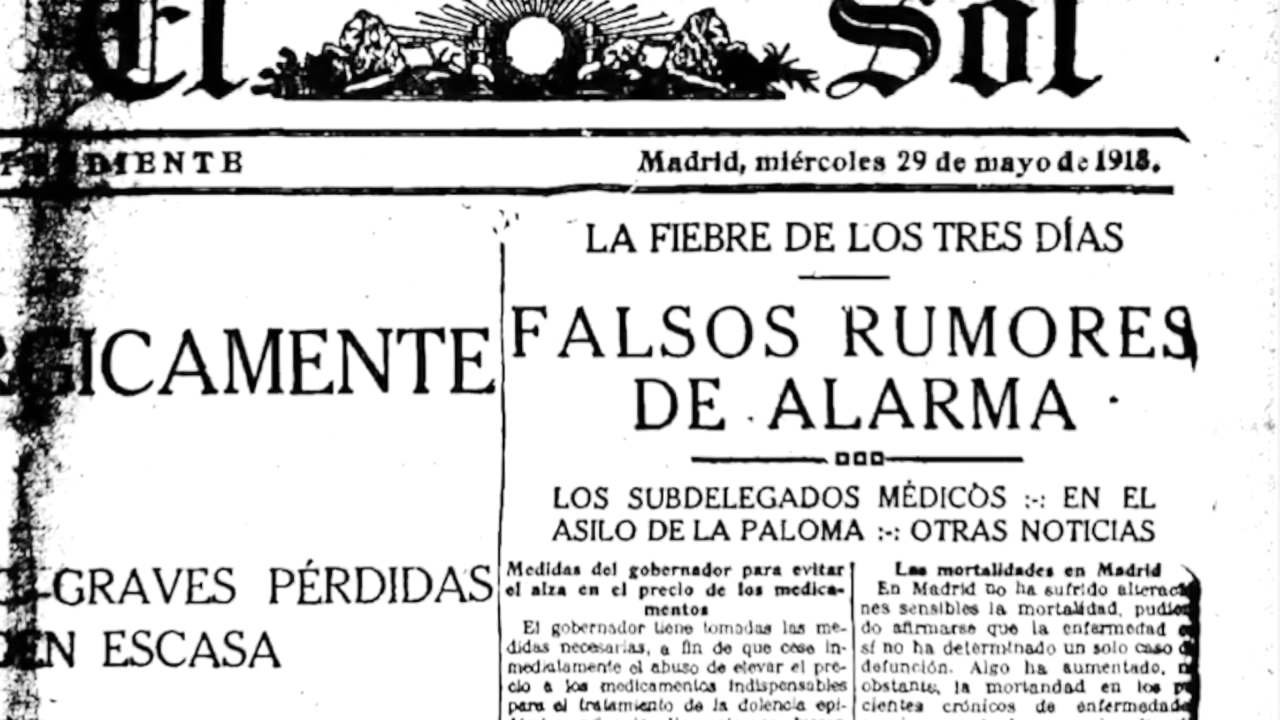 El Sol
Madrid, miércoles 29 de mayo de 1918.
GICAMENTE
GRAVES PÉRDIDAS
EN ESCASA
LA FIEBRE DE LOS TRES DÍAS
FALSOS RUMORES
DE ALARMA
LOS SUBDELEGADOS MÉDICOS :-: EN EL
ASILO DE LA PALOMA :-: OTRAS NOTICIAS
Medidas del gobernador para evitar
el alza en el precio de los medica-
mentos
El gobernador tiene tomadas las me-
didas necesarias, a fin de que cese in-
mediatamente el abuso de elevar el pre-
cio a los medicamentos indispensables
para el tratamiento de la dolencia epi-
Las mortalidades en Madrid
En Madrid no ha sufrido alterac
nes sensibles la mortalidad, pudien
do afirmarse que la enfermedad
sí no ha determinado un solo caso
defunción. Algo ha aumentado,
obstante, la mortandad en los
cientes crónicos de enfermedade